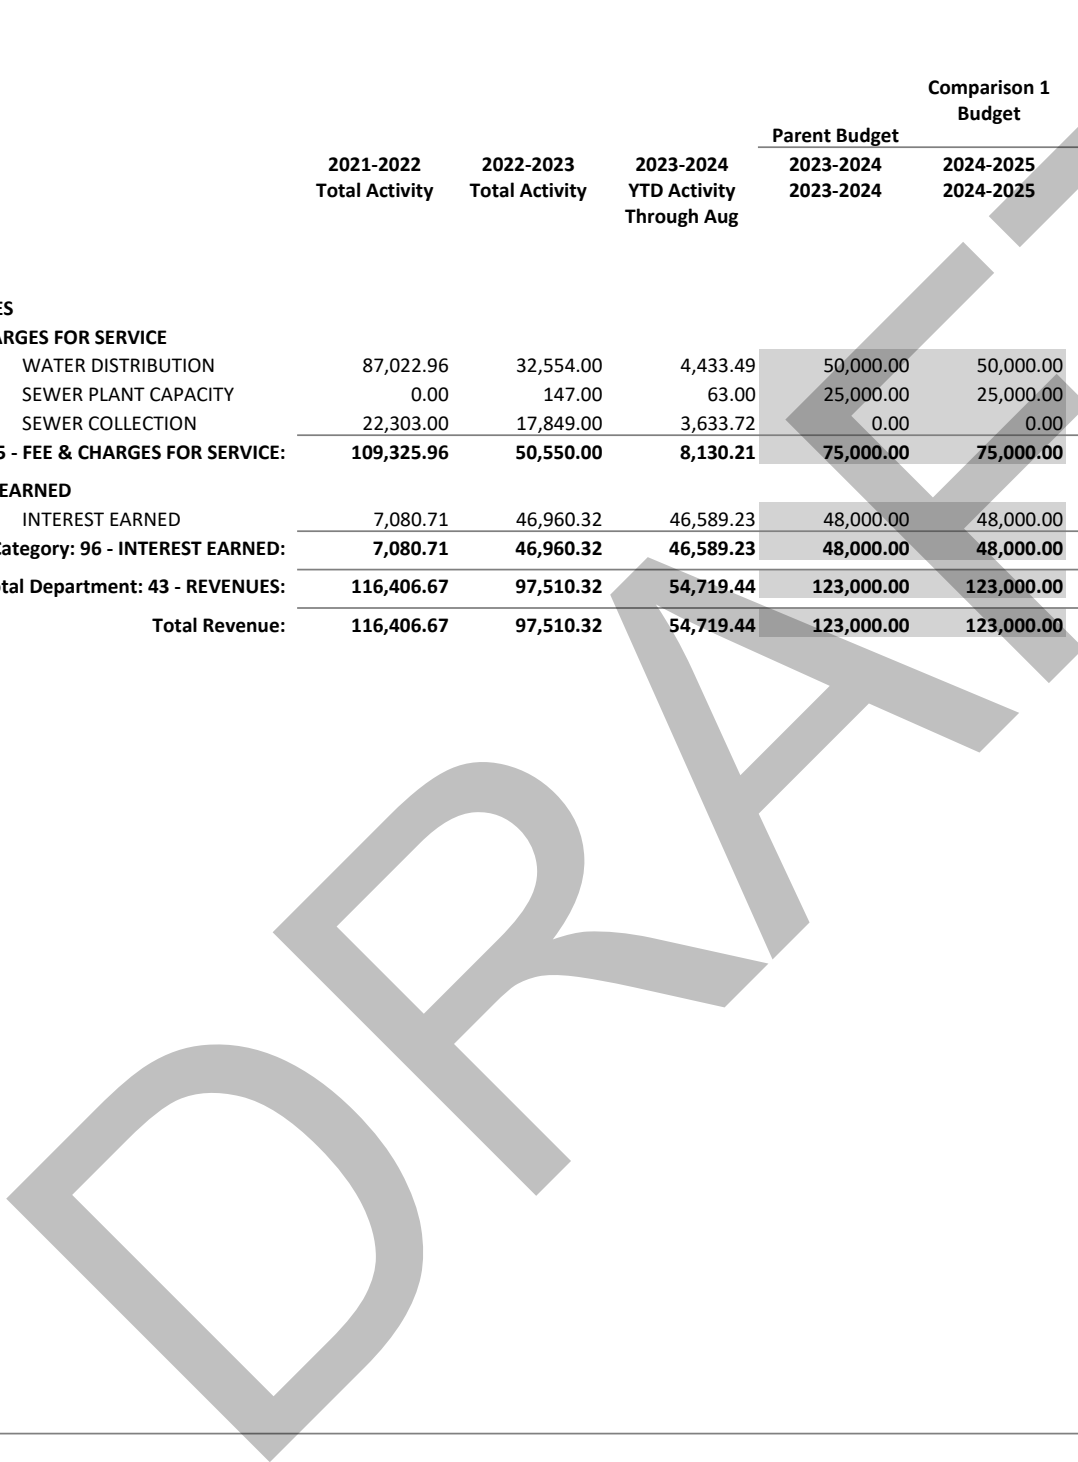 Comparison 1
Budget
Parent Budget
2021-2022 2022-2023 2023-2024 2023-2024 2024-2025
Total Activity Total Activity YTD Activity 2023-2024 2024-2025
Through Aug
ES
ARGES FOR SERVICE
WATER DISTRIBUTION 87,022.96 32,554.00 4,433.49 50,000.00 50,000.00
SEWER PLANT CAPACITY 0.00 147.00 63.00 25,000.00 25,000.00
SEWER COLLECTION 22,303.00 17,849.00 3,633.72 0.00 0.00
5 - FEE & CHARGES FOR SERVICE: 109,325.96 50,550.00 8,130.21 75,000.00 75,000.00
EARNED
INTEREST EARNED 7,080.71 46,960.32 46,589.23 48,000.00 48,000.00
Category: 96 - INTEREST EARNED: 7,080.71 46,960.32 46,589.23 48,000.00 48,000.00
otal Department: 43 - REVENUES: 116,406.67 97,510.32 54,719.44 123,000.00 123,000.00
Total Revenue: 116,406.67 97,510.32 54,719.44 123,000.00 123,000.00
DRAFT